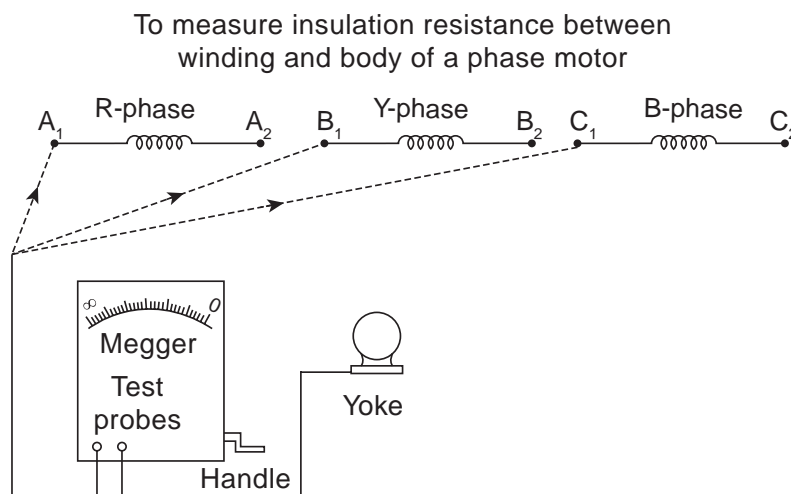 To measure insulation resistance between
winding and body of a phase motor
A1 R-phase A2 B1 Y-phase B2 C1 B-phase C2
∞ 0
Megger
Test
probes
Yoke
Handle